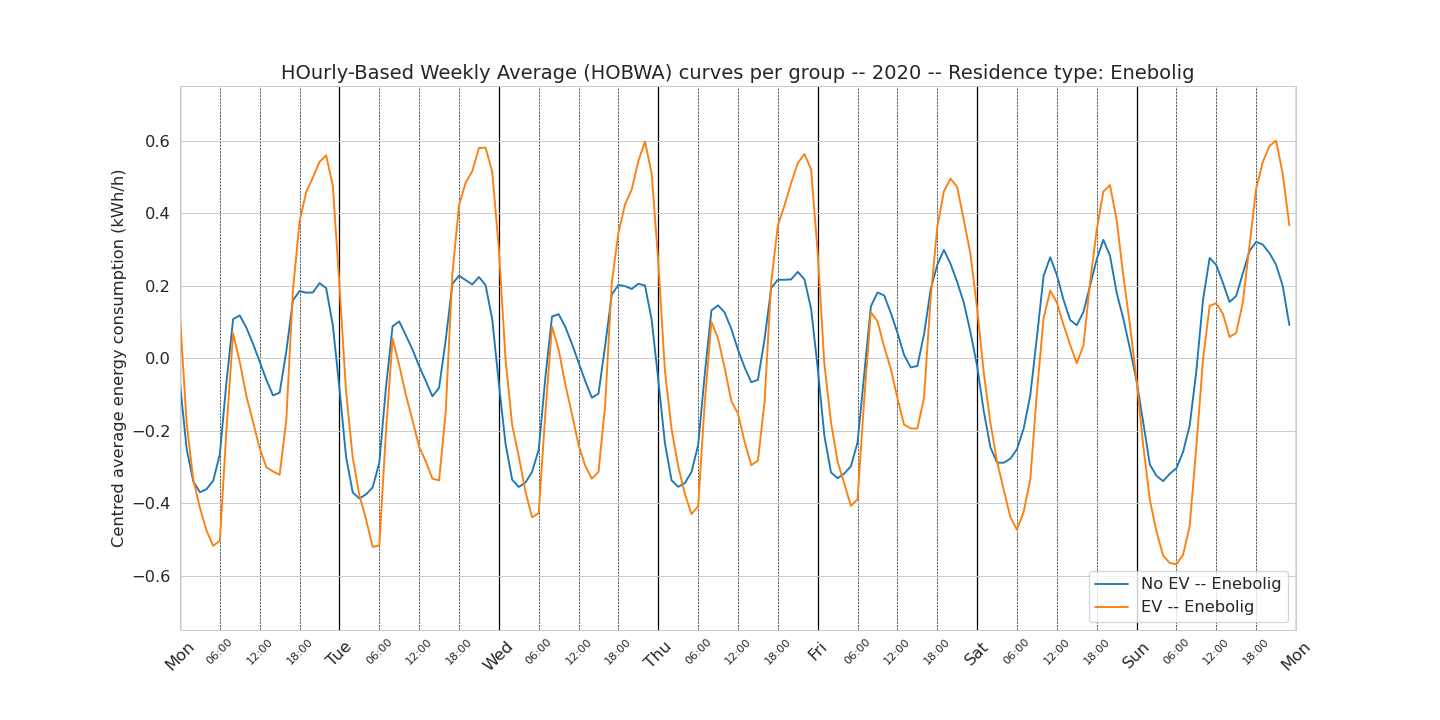 HOurly-Based Weekly Average (HOBWA) curves per group -- 2020 -- Residence type: Enebolig
Centred average energy consumption (kWh/h)
0.6
0.4
0.2
0.0
−0.2
−0.4
−0.6
No EV -- Enebolig
EV -- Enebolig
Mon 06:00 12:00 18:00 Tue 06:00 12:00 18:00 Wed 06:00 12:00 18:00 Thu 06:00 12:00 18:00 Fri 06:00 12:00 18:00 Sat 06:00 12:00 18:00 Sun 06:00 12:00 18:00 Mon